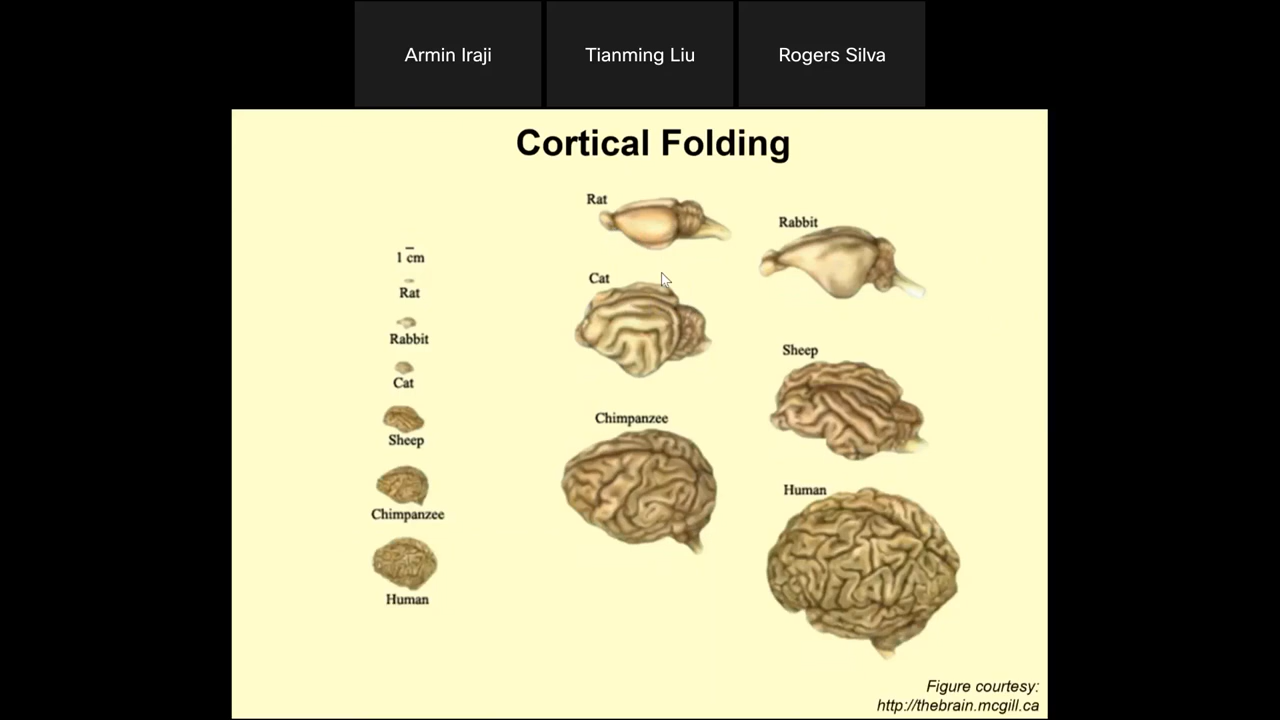 Armin Iraji
Tianming Liu
Rogers Silva
Cortical Folding
1 cm
Rat
Rabbit
Cat
Sheep
Chimpanzee
Human
Rat
Rabbit
Cat
Sheep
Chimpanzee
Human
Figure courtesy:
http://thebrain.mcgill.ca